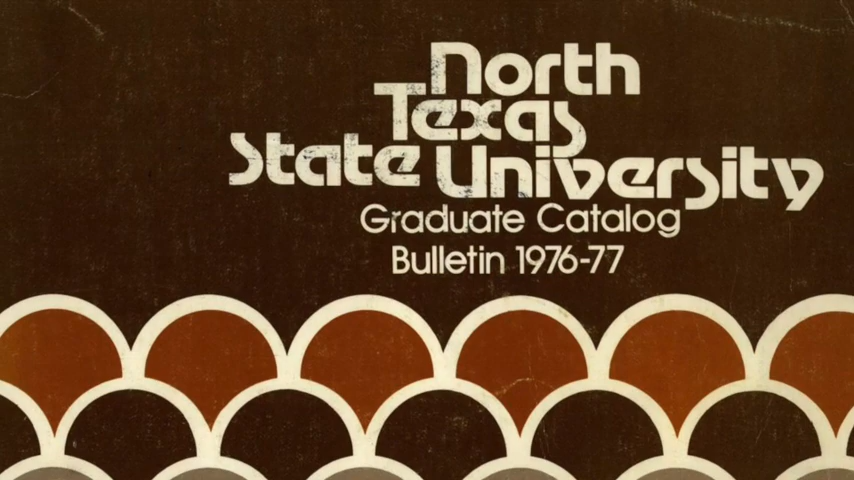 North
Texas
State University
Graduate Catalog
Bulletin 1976-77